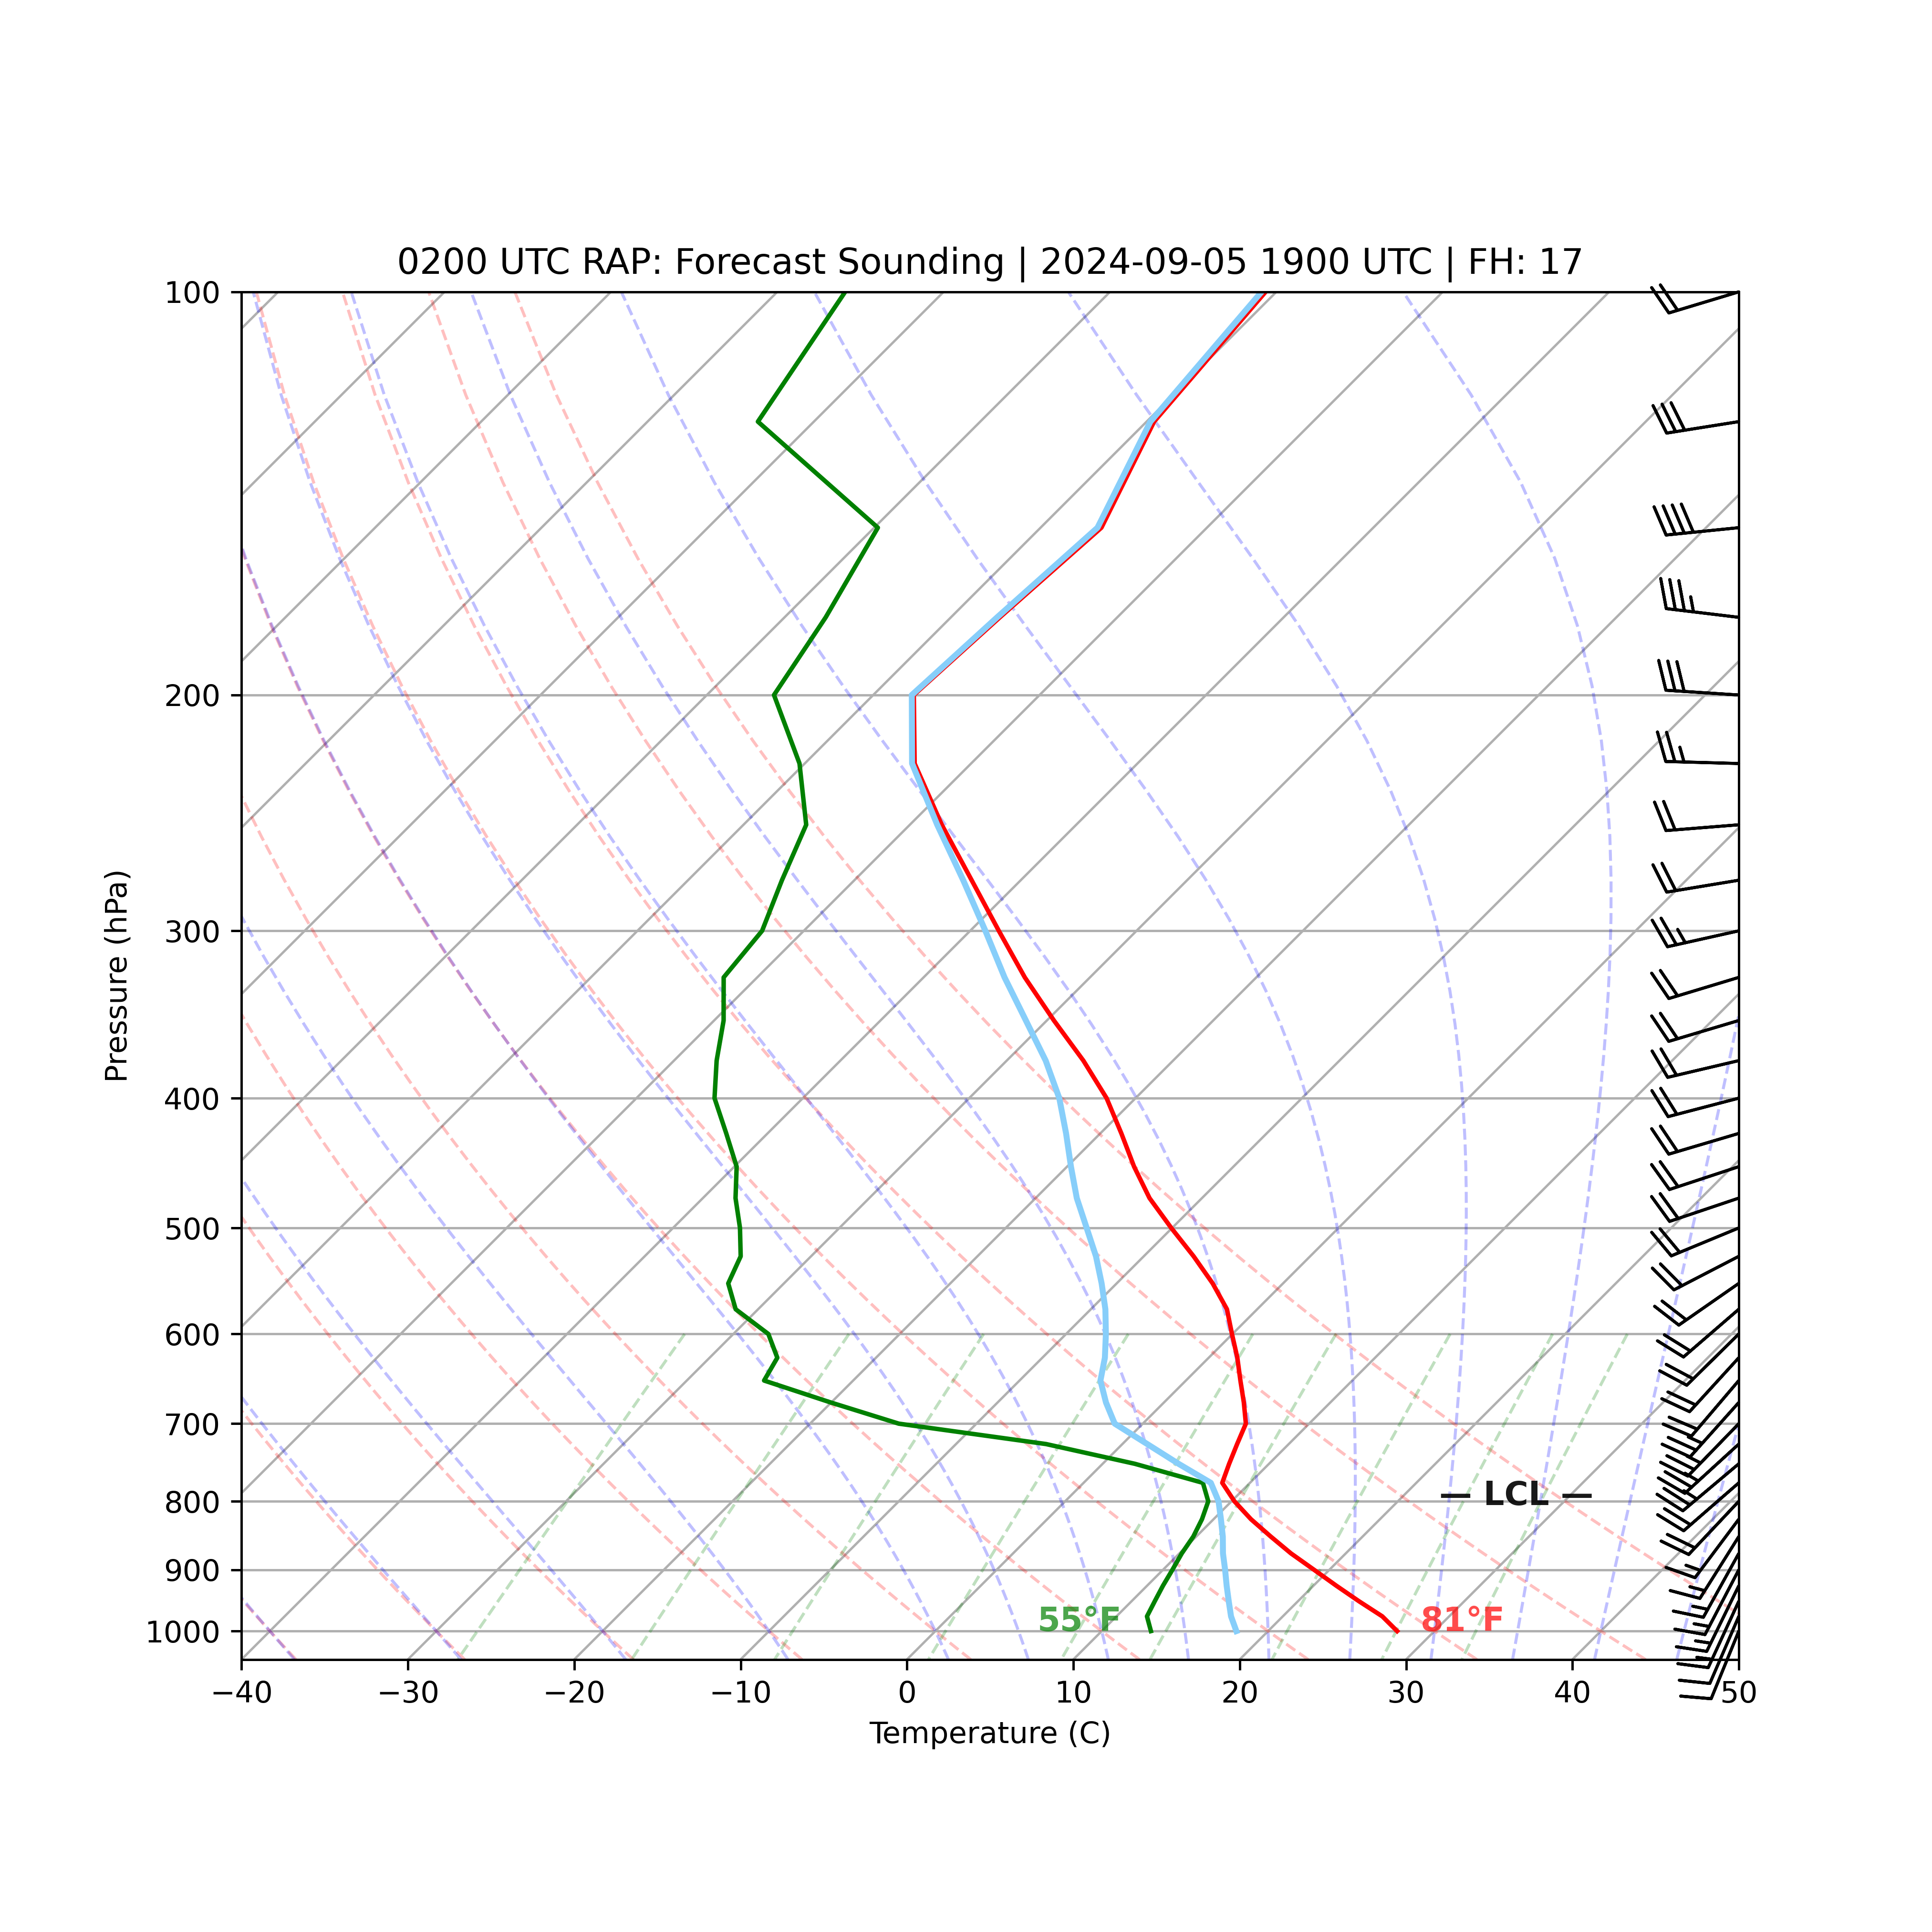 0200 UTC RAP: Forecast Sounding | 2024-09-05 1900 UTC | FH: 17
100
200
300
400
500
600
700
800
900
1000
Pressure (hPa)
— LCL —
55°F
81°F
−40 −30 −20 −10 0 10 20 30 40 50
Temperature (C)